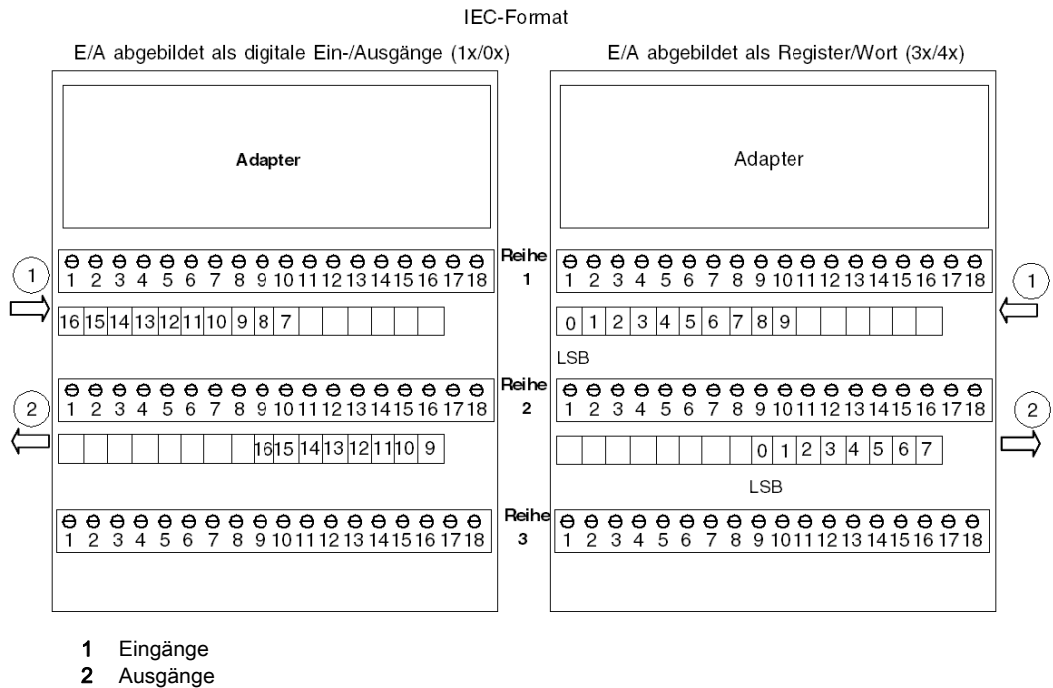 IEC-Format
E/A abgebildet als digitale Ein-/Ausgänge (1x/0x)
E/A abgebildet als Register/Wort (3x/4x)
Adapter
Adapter
1 2 3 4 5 6 7 8 9 10 11 12 13 14 15 16 17 18
Reihe 1
1 2 3 4 5 6 7 8 9 10 11 12 13 14 15 16 17 18
1
1
16 15 14 13 12 11 10 9 8 7
0 1 2 3 4 5 6 7 8 9
LSB
1 2 3 4 5 6 7 8 9 10 11 12 13 14 15 16 17 18
Reihe 2
1 2 3 4 5 6 7 8 9 10 11 12 13 14 15 16 17 18
2
2
16 15 14 13 12 11 10 9
0 1 2 3 4 5 6 7
LSB
1 2 3 4 5 6 7 8 9 10 11 12 13 14 15 16 17 18
Reihe 3
1 2 3 4 5 6 7 8 9 10 11 12 13 14 15 16 17 18
1 Eingänge
2 Ausgänge